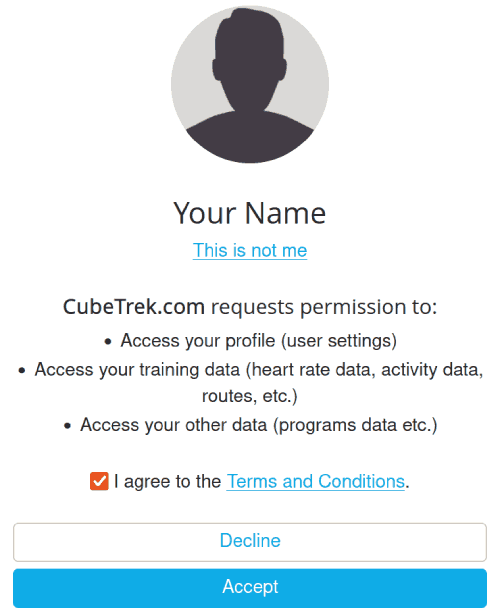 Your Name
This is not me
CubeTrek.com requests permission to:
• Access your profile (user settings)
• Access your training data (heart rate data, activity data,
routes, etc.)
• Access your other data (programs data etc.)
I agree to the Terms and Conditions.
Decline
Accept